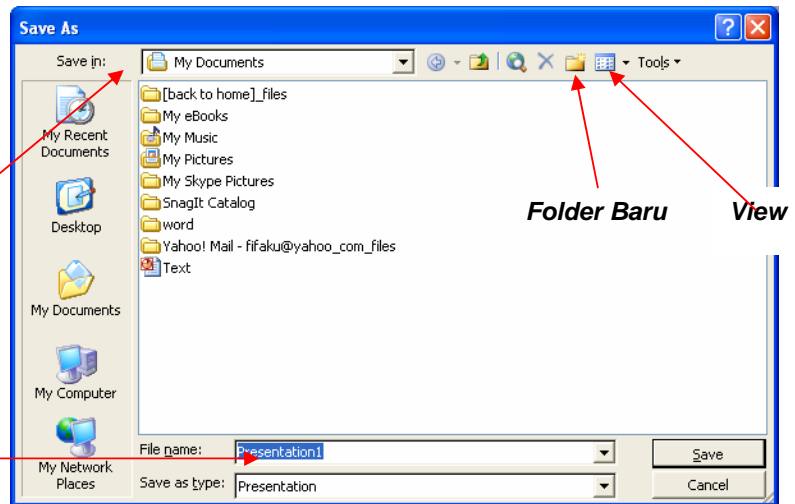 Save As
Save in:
My Documents
Tools
My Recent
Documents
Desktop
My Documents
My Computer
My Network
Places
[back to home]_files
My eBooks
My Music
My Pictures
My Skype Pictures
SnagIt Catalog
word
Yahoo! Mail - fifaku@yahoo_com_files
Text
Folder Baru
View
File name:
Presentation1
Save
Save as type:
Presentation
Cancel